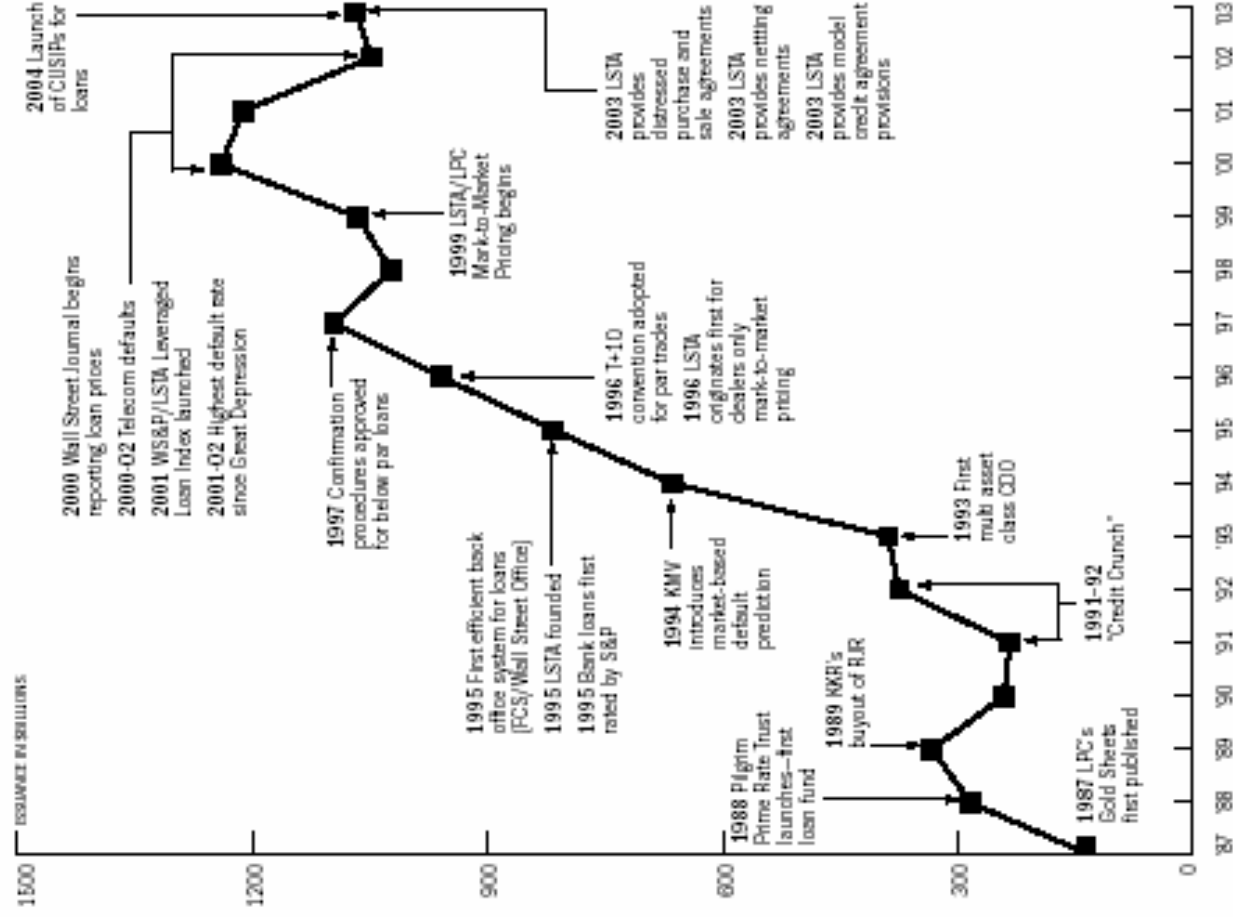 ISSUANCE IN $BILLIONS
1500
1200
900
600
300
0
1987 LPC's
Gold Sheets
first published
1988 Pilgrim
Prime Rate Trust
launches—first
loan fund
1989 KKR's
buyout of RJR
1991-92
"Credit Crunch"
1993 First
multi asset
class CDO
1994 KMV
introduces
market-based
default
prediction
1995 First efficient back
office system for loans
[FCS/Wall Street Office]
1995 LSTA founded
1995 Bank loans first
rated by S&P
1996 T+10
convention adopted
for par trades
1996 LSTA
originates first for
dealers only
mark-to-market
pricing
1997 Confirmation
procedures approved
for below par loans
1999 LSTA/LPC
Mark-to-Market
Pricing begins
2000 Wall Street Journal begins
reporting loan prices
2000-02 Telecom defaults
2001 WS&P/LSTA Leveraged
Loan Index launched
2001-02 Highest default rate
since Great Depression
2003 LSTA
provides
distressed
purchase and
sale agreements
2003 LSTA
provides nettting
agreements
2003 LSTA
provides model
credit agreement
provisions
2004 Launch
of CUSIPs for
loans
'87 '88 '89 '90 '91 '92 '93 '94 '95 '96 '97 '98 '99 '00 '01 '02 '03